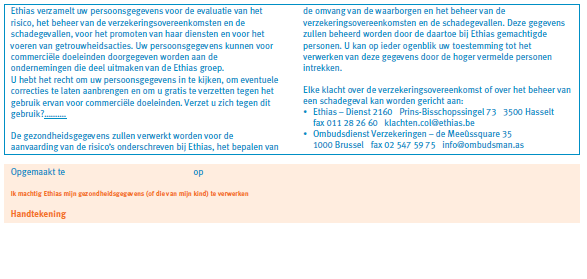 Ethias verzamelt uw persoonsgegevens voor de evaluatie van het
risico, het beheer van de verzekeringsovereenkomsten en de
schadegevallen, voor het promoten van haar diensten en voor het
voeren van getrouwheidsacties. Uw persoonsgegevens kunnen voor
commerciële doeleinden doorgegeven worden aan de
ondernemingen die deel uitmaken van de Ethias groep.
U hebt het recht om uw persoonsgegevens in te kijken, om eventuele
correcties te laten aanbrengen en om u gratis te verzetten tegen het
gebruik ervan voor commerciële doeleinden. Verzet u zich tegen dit
gebruik?..........
De gezondheidsgegevens zullen verwerkt worden voor de
aanvaarding van de risico's onderschreven bij Ethias, het bepalen van
de omvang van de waarborgen en het beheer van de
verzekeringsovereenkomsten en de schadegevallen. Deze gegevens
zullen beheerd worden door de daartoe bij Ethias gemachtigde
personen. U kan op ieder ogenblik uw toestemming tot het
verwerken van deze gegevens door de hoger vermelde personen
intrekken.
Elke klacht over de verzekeringsovereenkomst of over het beheer van
een schadegeval kan worden gericht aan:
• Ethias – Dienst 2160 Prins-Bisschopssingel 73 3500 Hasselt
fax 011 28 26 60 klachten.col@ethias.be
• Ombudsdienst Verzekeringen – de Meeûssquare 35
1000 Brussel fax 02 547 59 75 info@ombudsman.as
Opgemaakt te op
Ik machtig Ethias mijn gezondheidsgegevens (of die van mijn kind) te verwerken
Handtekening